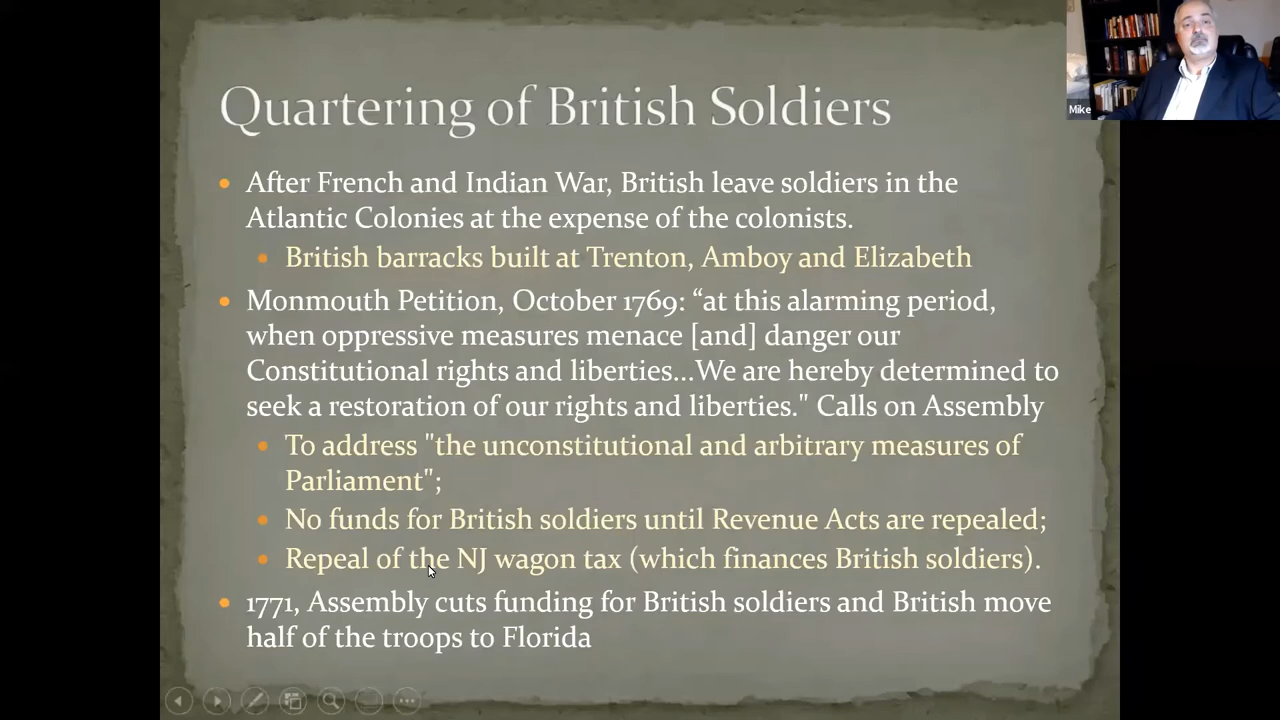 Quartering of British Soldiers
Mike
After French and Indian War, British leave soldiers in the
Atlantic Colonies at the expense of the colonists.
British barracks built at Trenton, Amboy and Elizabeth
Monmouth Petition, October 1769: “at this alarming period,
when oppressive measures menace [and] danger our
Constitutional rights and liberties...We are hereby determined to
seek a restoration of our rights and liberties." Calls on Assembly
To address "the unconstitutional and arbitrary measures of
Parliament";
No funds for British soldiers until Revenue Acts are repealed;
Repeal of the NJ wagon tax (which finances British soldiers).
1771, Assembly cuts funding for British soldiers and British move
half of the troops to Florida